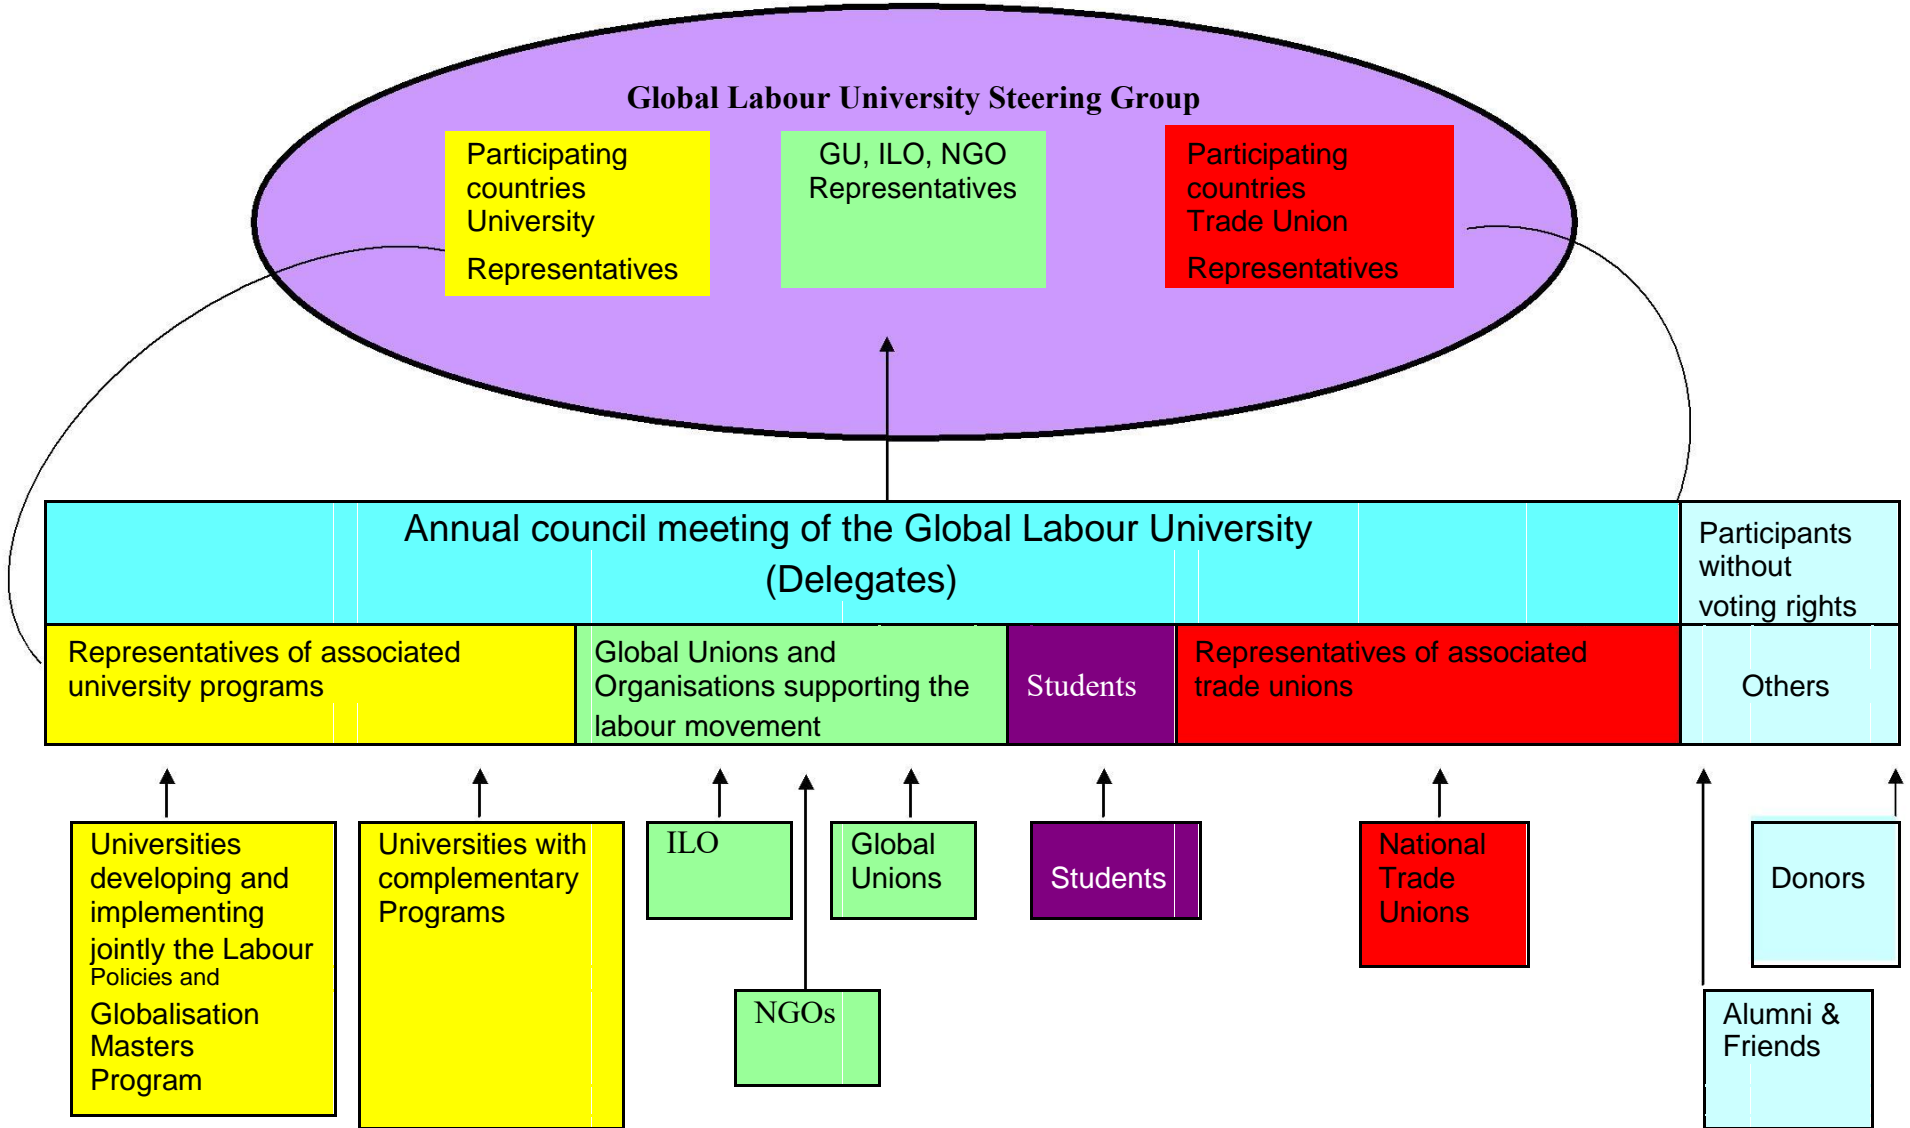 Global Labour University Steering Group
Participating
countries
University
Representatives
GU, ILO, NGO
Representatives
Participating
countries
Trade Union
Representatives
Annual council meeting of the Global Labour University
(Delegates)
Participants
without
voting rights
Representatives of associated
university programs
Global Unions and
Organisations supporting the
labour movement
Students
Representatives of associated
trade unions
Others
Universities
developing and
implementing
jointly the Labour
Policies and
Globalisation
Masters
Program
Universities with
complementary
Programs
ILO
NGOs
Global
Unions
Students
National
Trade
Unions
Alumni &
Friends
Donors